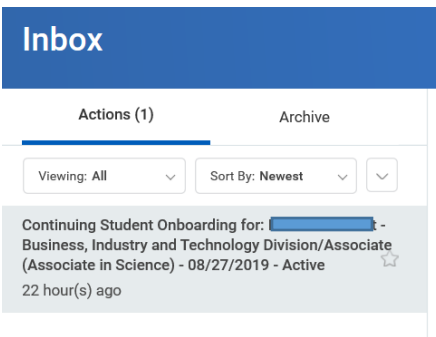 Inbox
Actions (1)
Archive
Viewing: All
Sort By: Newest
Continuing Student Onboarding for: -
Business, Industry and Technology Division/Associate
(Associate in Science) - 08/27/2019 - Active
22 hour(s) ago